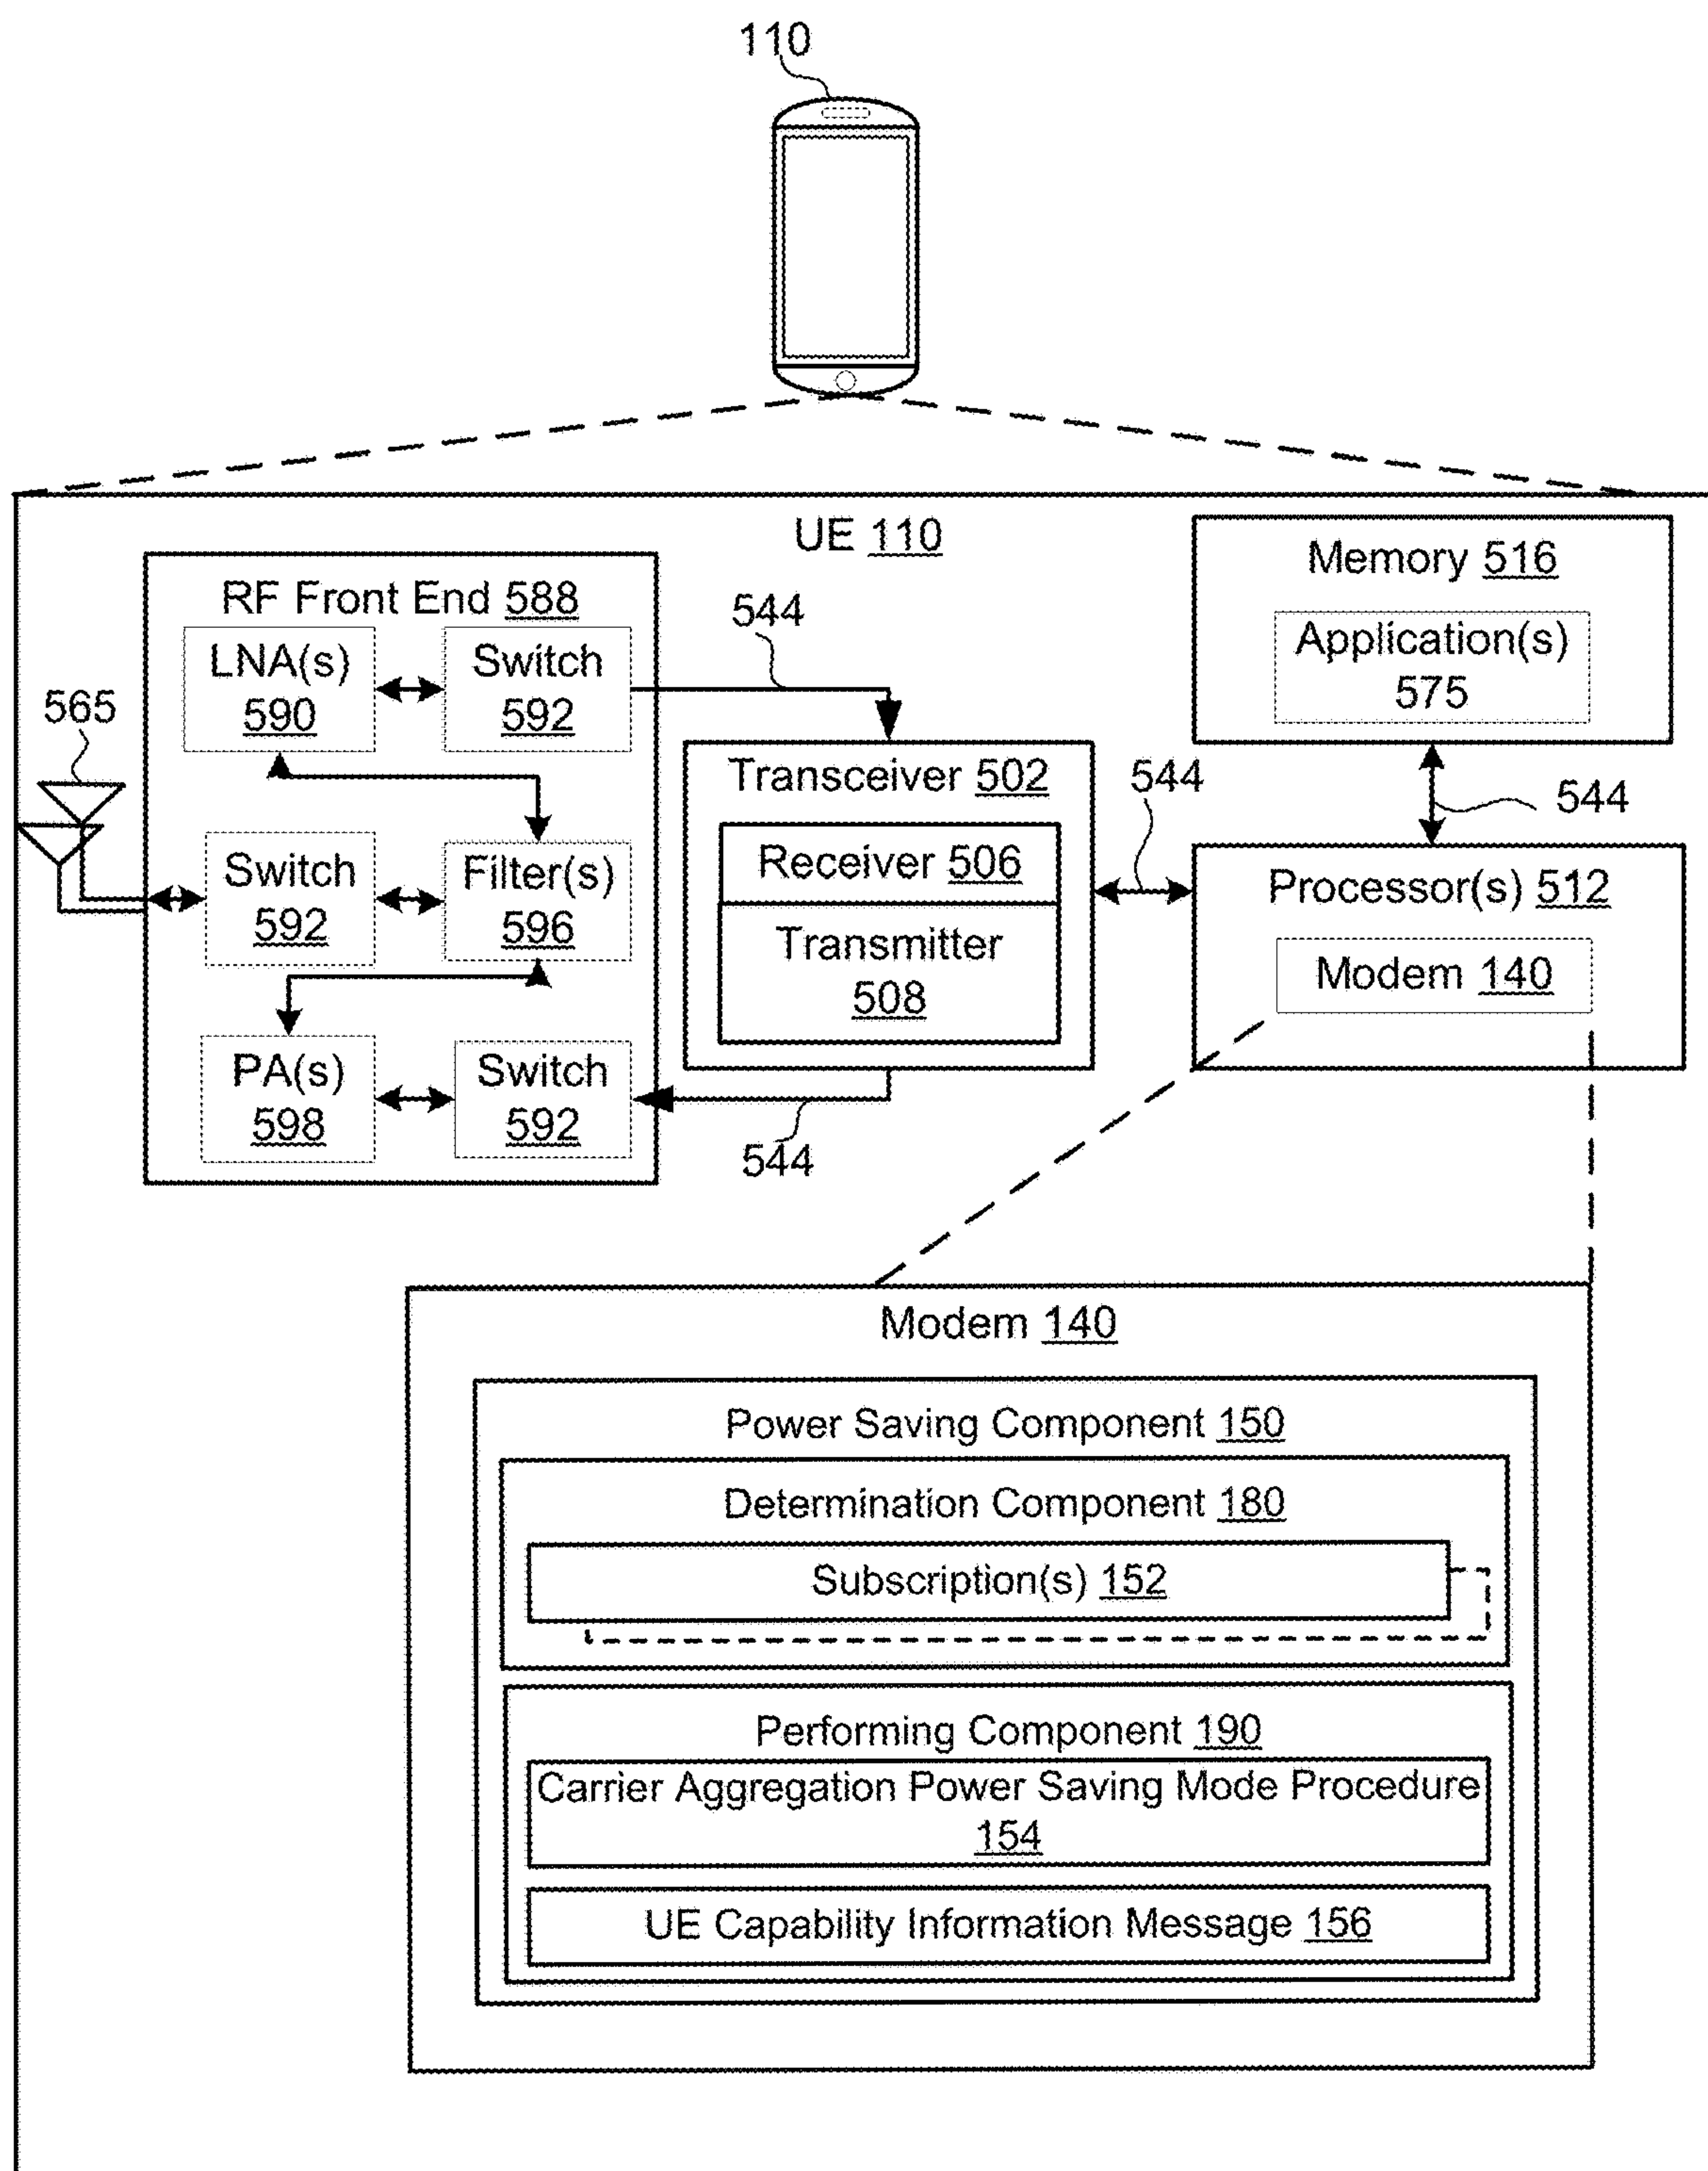 110
UE 110
RF Front End 588
LNA(s)
590
Switch
592
544
565
Switch
592
Filter(s)
596
PA(s)
598
Switch
592
544
Transceiver 502
Receiver 506
Transmitter
508
544
Memory 516
Application(s)
575
544
Processor(s) 512
Modem 140
Modem 140
Power Saving Component 150
Determination Component 180
Subscription(s) 152
Performing Component 190
Carrier Aggregation Power Saving Mode Procedure
154
UE Capability Information Message 156